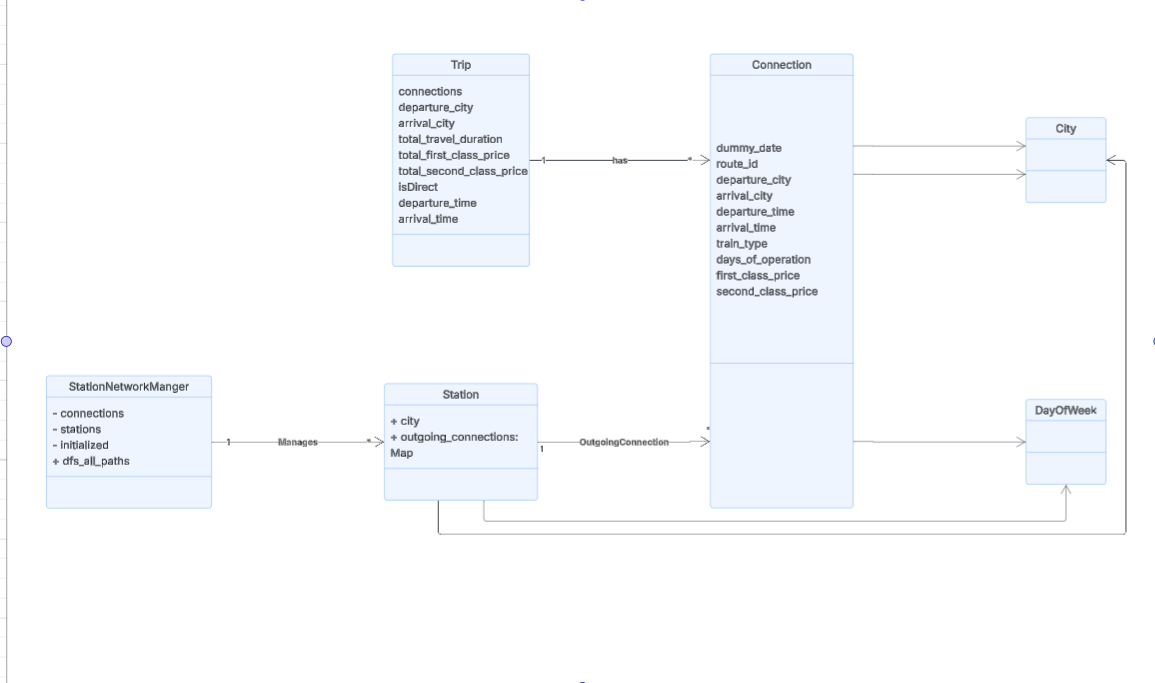 Trip
connections
departure_city
arrival_city
total_travel_duration
total_first_class_price
total_second_class_price
isDirect
departure_time
arrival_time
1
has
*
Connection
dummy_date
route_id
departure_city
arrival_city
departure_time
arrival_time
train_type
days_of_operation
first_class_price
second_class_price
City
StationNetworkManger
- connections
- stations
- initialized
+ dfs_all_paths
1
Manages
*
Station
+ city
+ outgoing_connections:
Map
1
OutgoingConnection
*
DayOfWeek